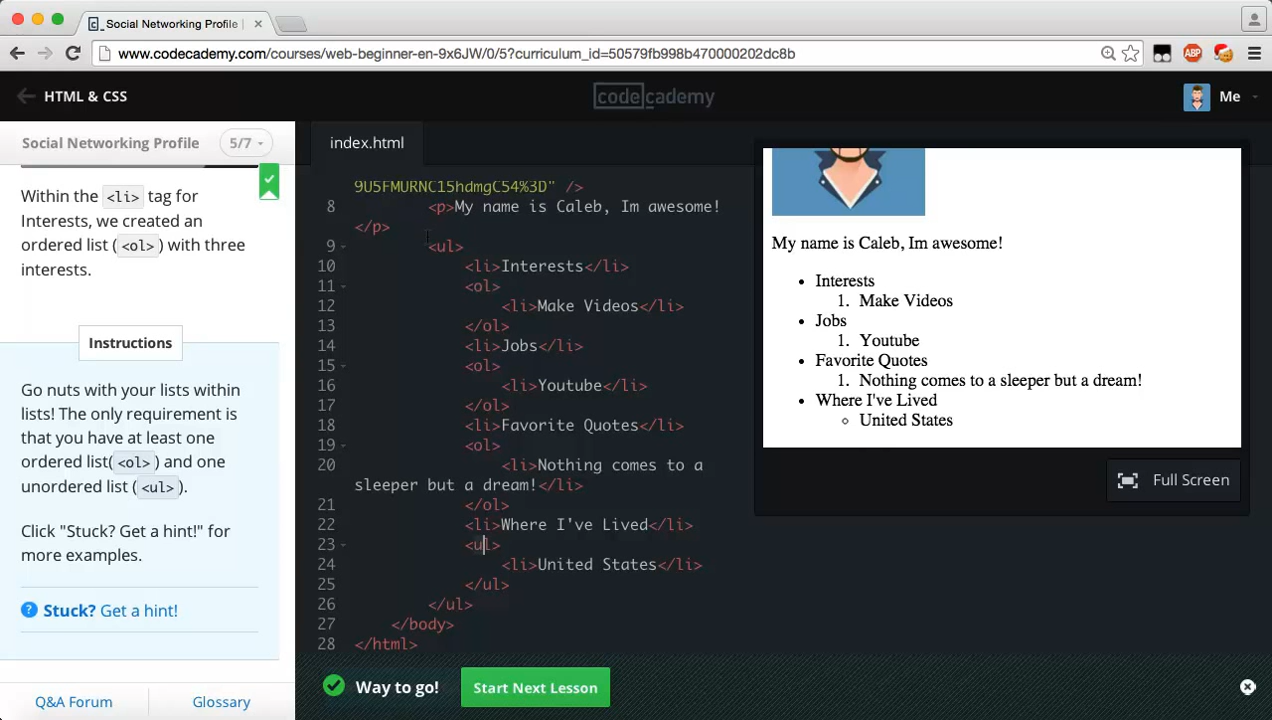 Social Networking Profile |
www.codecademy.com/courses/web-beginner-en-9x6JW/0/5?curriculum_id=50579fb998b470000202dc8b
ABP
HTML & CSS
codecademy
Me
Social Networking Profile
5/7
Within the <li> tag for
Interests, we created an
ordered list (<ol>) with three
interests.
Instructions
Go nuts with your lists within
lists! The only requirement is
that you have at least one
ordered list(<ol>) and one
unordered list (<ul>).
Click "Stuck? Get a hint!" for
more examples.
? Stuck? Get a hint!
Q&A Forum
Glossary
index.html
9U5FMURNC15hdmgC54%3D" />
8 <p>My name is Caleb, Im awesome!
</p>
9 <ul>
10 <li>Interests</li>
11 <ol>
12 <li>Make Videos</li>
13 </ol>
14 <li>Jobs</li>
15 <ol>
16 <li>Youtube</li>
17 </ol>
18 <li>Favorite Quotes</li>
19 <ol>
20 <li>Nothing comes to a
sleeper but a dream!</li>
21 </ol>
22 <li>Where I've Lived</li>
23 <ul>
24 <li>United States</li>
25 </ul>
26 </ul>
27 </body>
28 </html>
My name is Caleb, Im awesome!
• Interests
1. Make Videos
• Jobs
1. Youtube
• Favorite Quotes
1. Nothing comes to a sleeper but a dream!
• Where I've Lived
◦ United States
Full Screen
Way to go!
Start Next Lesson